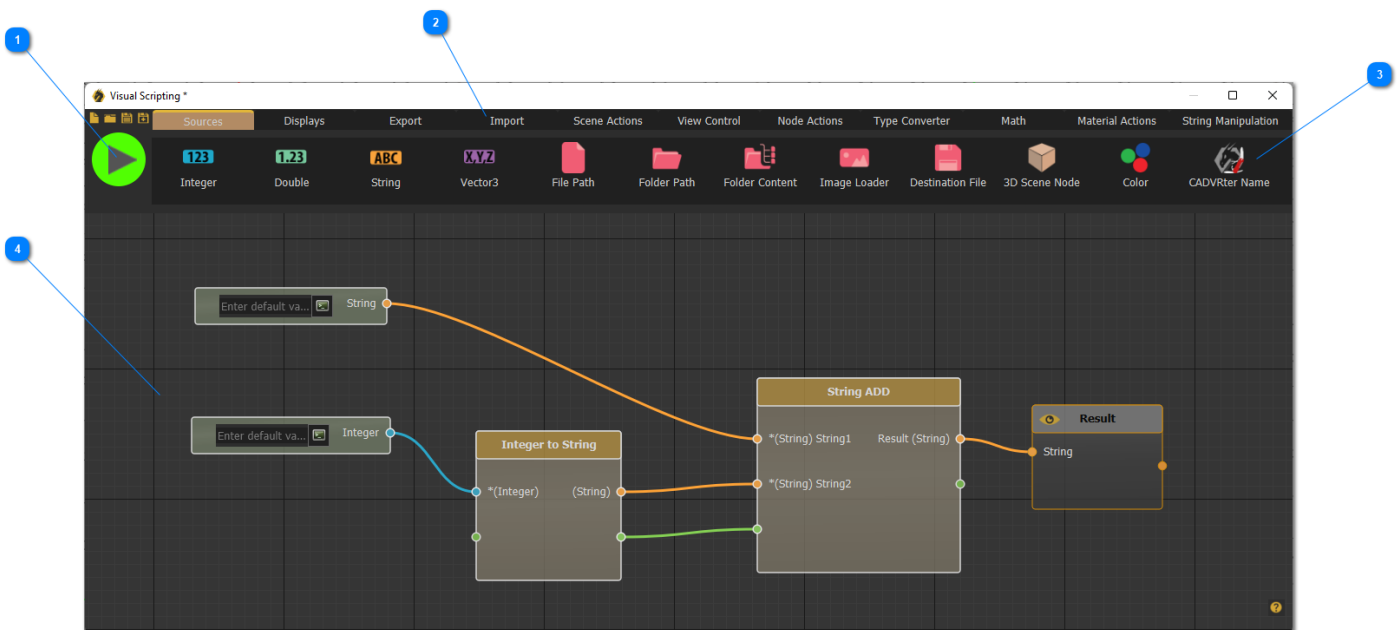 2
1
3
Visual Scripting *
Sources Displays Export Import Scene Actions View Control Node Actions Type Converter Math Material Actions String Manipulation
123 1.23 ABC X,Y,Z
Integer Double String Vector3 File Path Folder Path Folder Content Image Loader Destination File 3D Scene Node Color CADVRter Name
4
Enter default va... String
String ADD
Result
Enter default va... Integer
Integer to String
*(String) String1 Result (String)
String
*(Integer) (String)
*(String) String2
?